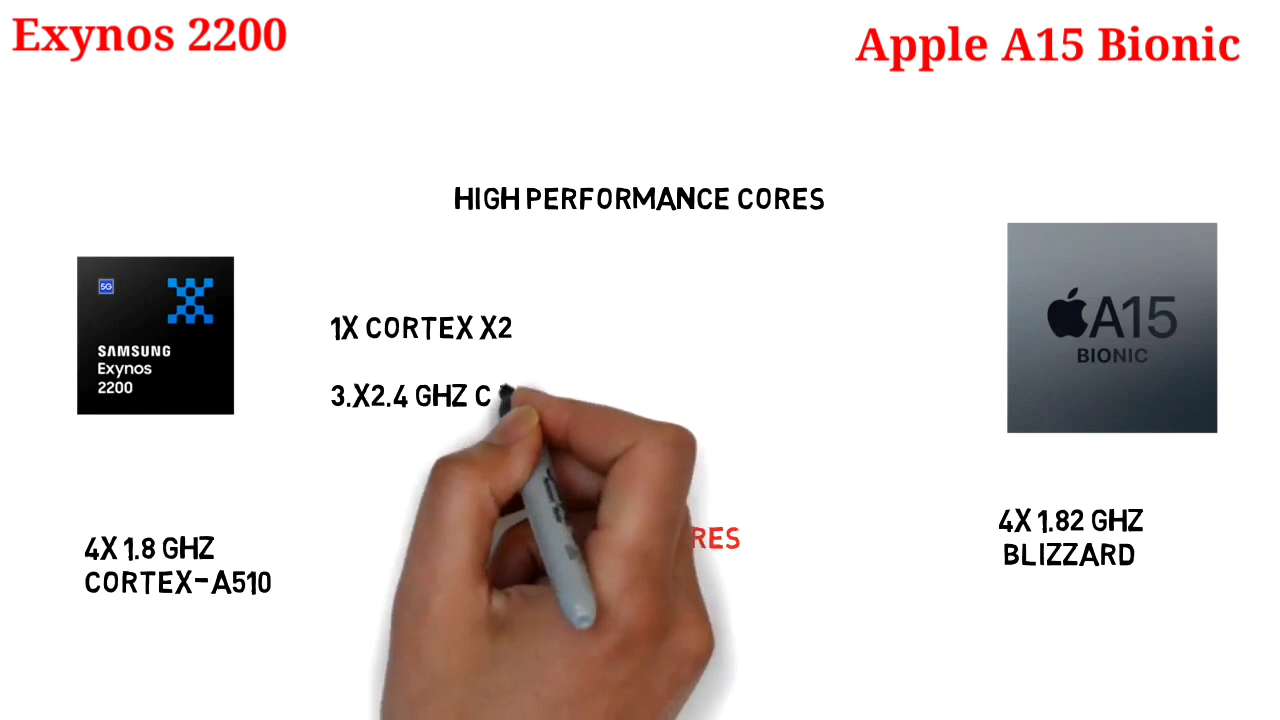 Exynos 2200
Apple A15 Bionic
HIGH PERFORMANCE CORES
5G
SAMSUNG
Exynos
2200
1X CORTEX X2
3.X2.4 GHZ C
A15
BIONIC
RES
4X 1.8 GHZ
CORTEX-A510
4X 1.82 GHZ
BLIZZARD